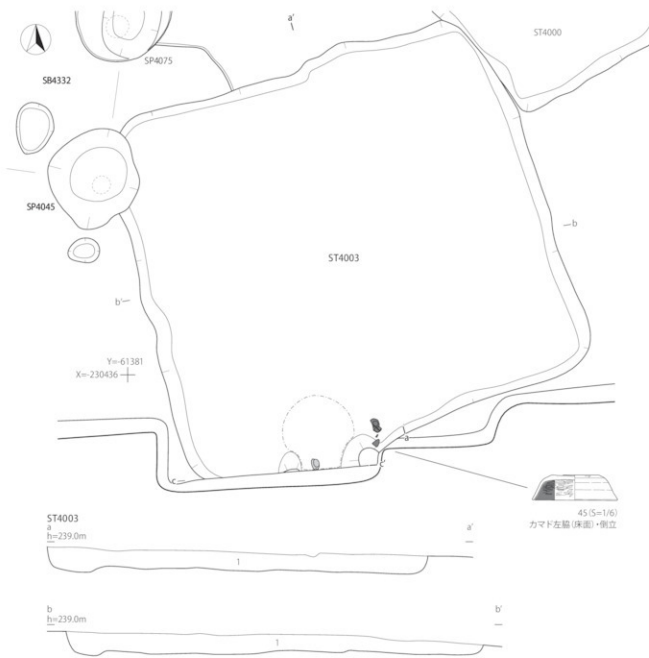 a'
ST4000
SP4075
SB4332
SP4045
b
ST4003
b'
Y=-61381
X=-230436
a
c
c'
45(S=1/6)
カマド左脇(床面)・倒立
ST4003
a
h=239.0m
a'
1
b
h=239.0m
b'
1